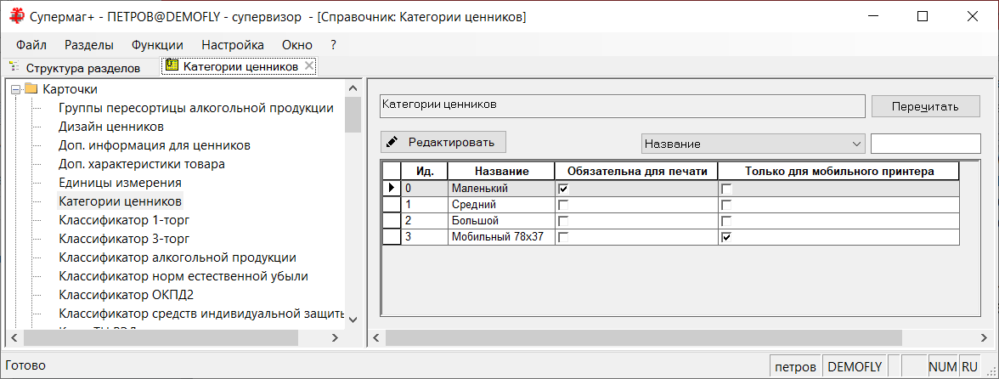 Супермаг+ - ПЕТРОВ@DEMOFLY - супервизор - [Справочник: Категории ценников]
Файл Разделы Функции Настройка Окно ?
Структура разделов Категории ценников
Карточки
Группы пересортицы алкогольной продукции
Дизайн ценников
Доп. информация для ценников
Доп. характеристики товара
Единицы измерения
Категории ценников
Классификатор 1-торг
Классификатор 3-торг
Классификатор алкогольной продукции
Классификатор норм естественной убыли
Классификатор ОКПД2
Классификатор средств индивидуальной защиты
Категории ценников Перечитать
Редактировать Название
Ид. Название Обязательна для печати Только для мобильного принтера
0 Маленький
1 Средний
2 Большой
3 Мобильный 78x37
Готово петров DEMOFLY NUM RU